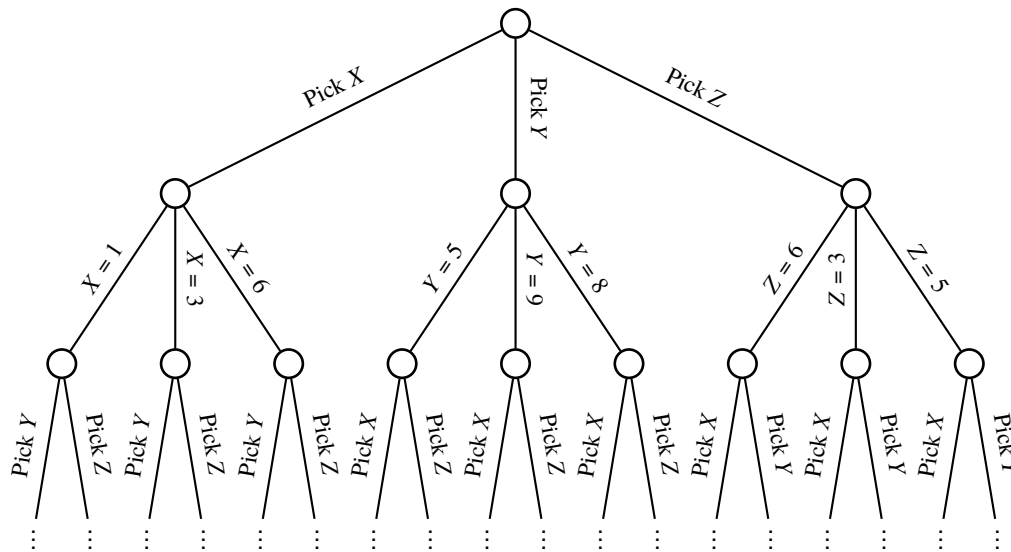 Pick X
Pick Y
Pick Z
X = 1
X = 3
X = 6
Y = 5
Y = 9
Y = 8
Z = 6
Z = 3
Z = 5
Pick Y
Pick Z
Pick Y
Pick Z
Pick Y
Pick Z
Pick X
Pick Z
Pick X
Pick Z
Pick X
Pick Z
Pick X
Pick Y
Pick X
Pick Y
Pick X
Pick Y
⋮ ⋮ ⋮ ⋮ ⋮ ⋮ ⋮ ⋮ ⋮ ⋮ ⋮ ⋮ ⋮ ⋮ ⋮ ⋮ ⋮ ⋮